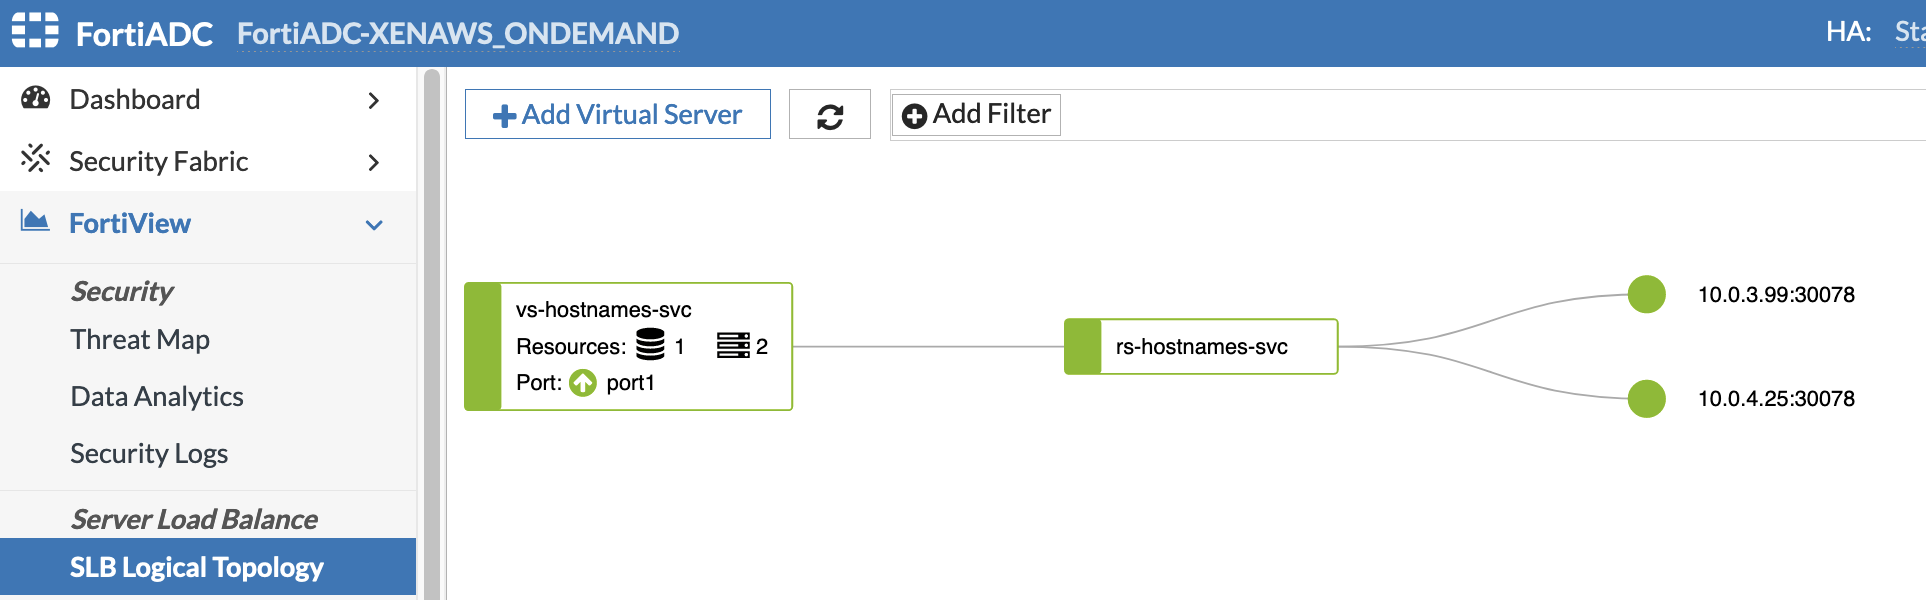 FortiADC FortiADC-XENAWS_ONDEMAND HA: Sta
Dashboard
Security Fabric
FortiView
Security
Threat Map
Data Analytics
Security Logs
Server Load Balance
SLB Logical Topology
Add Virtual Server
Add Filter
vs-hostnames-svc
Resources: 1 2
Port: port1
rs-hostnames-svc
10.0.3.99:30078
10.0.4.25:30078